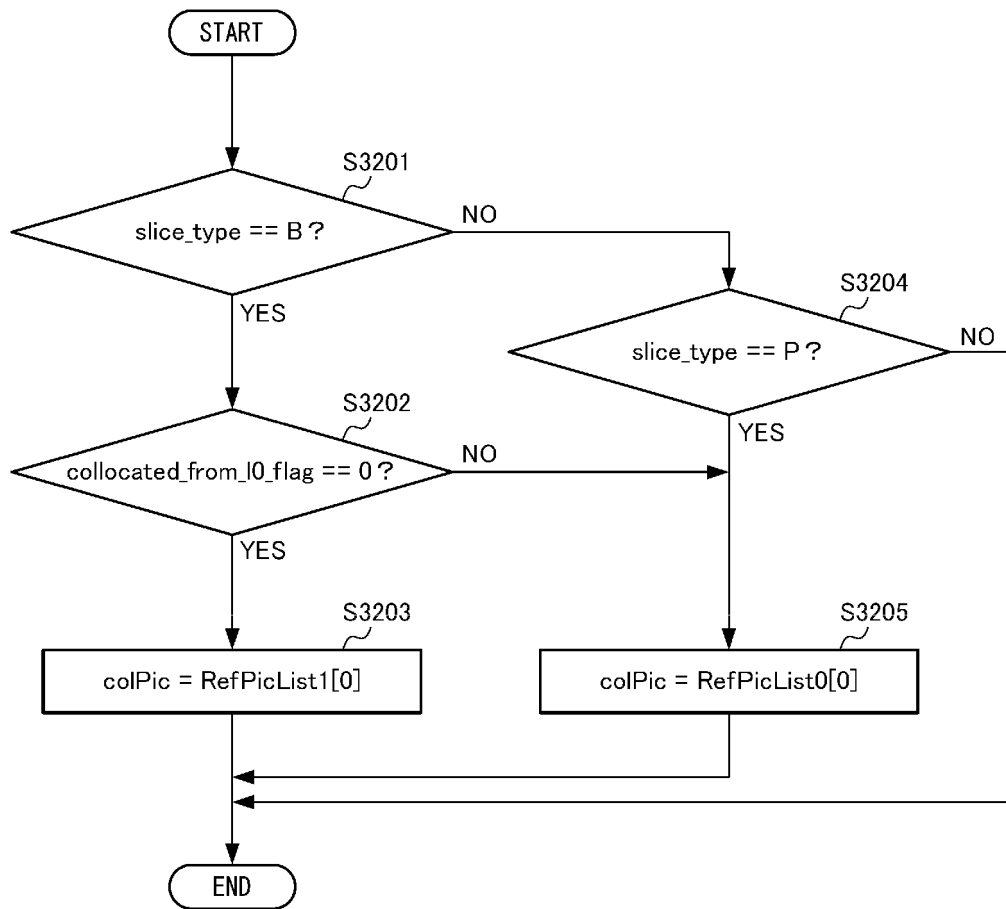 START
S3201
slice_type == B?
NO
YES
S3204
slice_type == P?
NO
YES
S3202
collocated_from_l0_flag == 0?
NO
YES
S3203
colPic = RefPicList1[0]
S3205
colPic = RefPicList0[0]
END